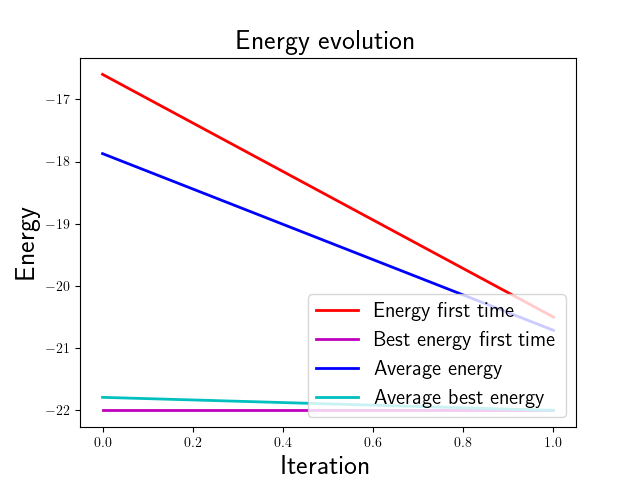 Energy evolution
Energy
−17
−18
−19
−20
−21
−22
Energy first time
Best energy first time
Average energy
Average best energy
0.0 0.2 0.4 0.6 0.8 1.0
Iteration